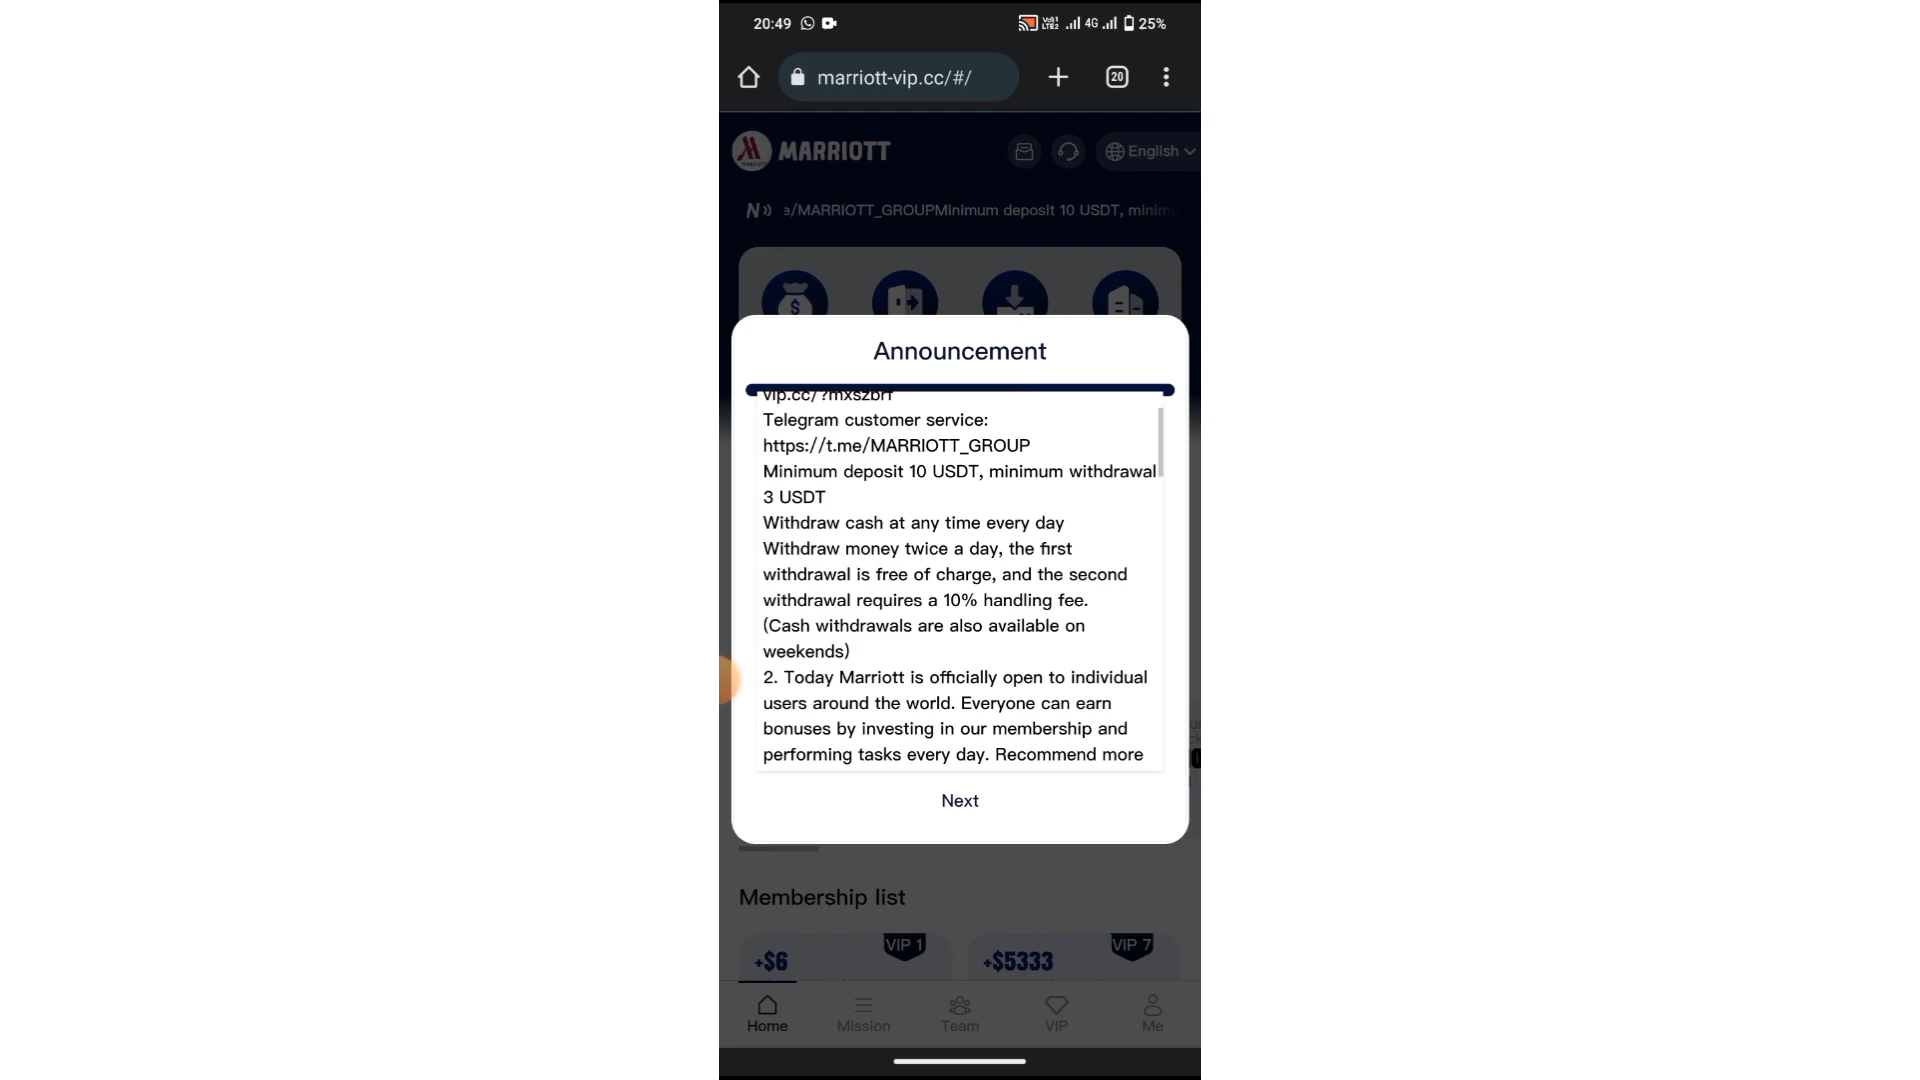 20:49
4G 25%
marriott-vip.cc/#/
20
MARRIOTT
English
e/MARRIOTT_GROUPMinimum deposit 10 USDT, minim
Announcement
vip.cc/?mxszbrf
Telegram customer service:
https://t.me/MARRIOTT_GROUP
Minimum deposit 10 USDT, minimum withdrawal
3 USDT
Withdraw cash at any time every day
Withdraw money twice a day, the first
withdrawal is free of charge, and the second
withdrawal requires a 10% handling fee.
(Cash withdrawals are also available on
weekends)
2. Today Marriott is officially open to individual
users around the world. Everyone can earn
bonuses by investing in our membership and
performing tasks every day. Recommend more
Next
Membership list
+$6 VIP 1
+$5333 VIP 7
Home
Mission
Team
VIP
Me